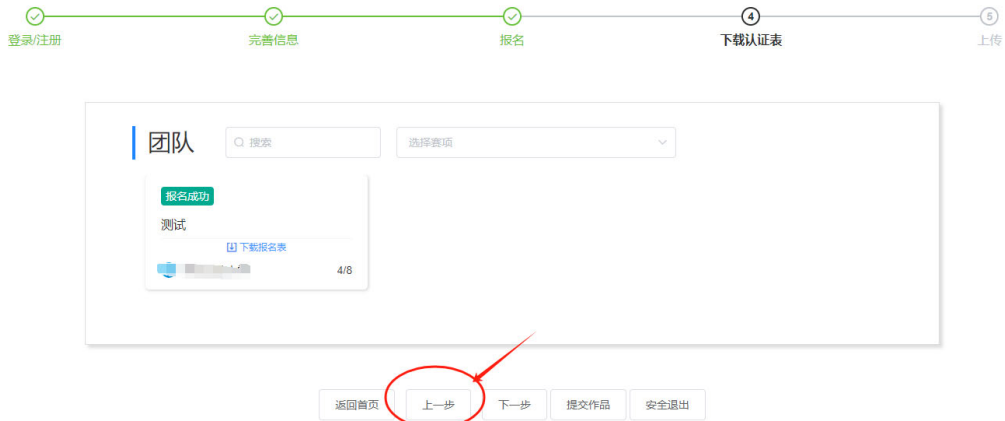 4
5
登录/注册
完善信息
报名
下载认证表
上传
团队
搜索
选择赛项
报名成功
测试
下载报名表
4/8
返回首页
上一步
下一步
提交作品
安全退出